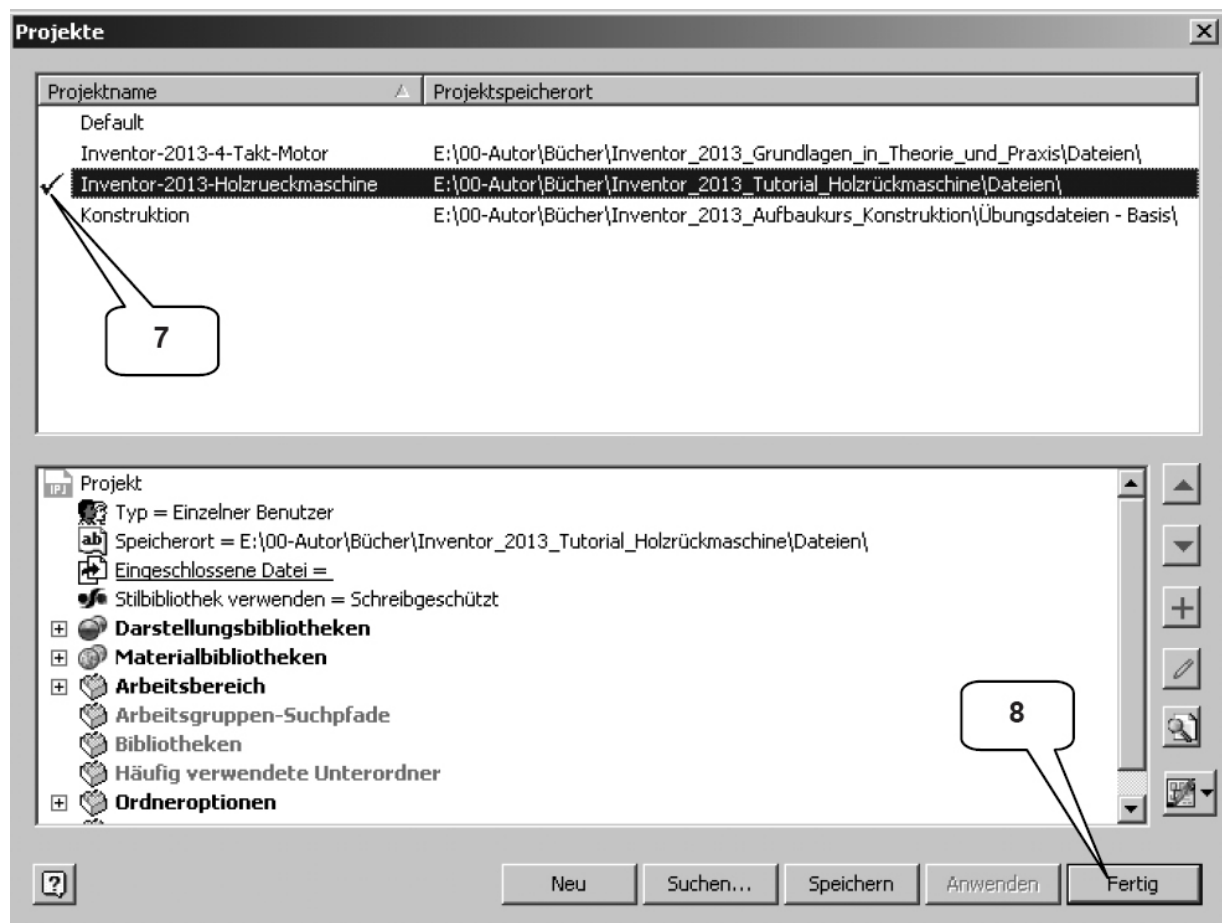 Projekte
Projektname Projektspeicherort
Default
Inventor-2013-4-Takt-Motor E:\00-Autor\Bücher\Inventor_2013_Grundlagen_in_Theorie_und_Praxis\Dateien\
Inventor-2013-Holzrueckmaschine E:\00-Autor\Bücher\Inventor_2013_Tutorial_Holzrückmaschine\Dateien\
Konstruktion E:\00-Autor\Bücher\Inventor_2013_Aufbaukurs_Konstruktion\Übungsdateien - Basis\
7
IPJ Projekt
Typ = Einzelner Benutzer
ab Speicherort = E:\00-Autor\Bücher\Inventor_2013_Tutorial_Holzrückmaschine\Dateien\
Eingeschlossene Datei =
Stilbibliothek verwenden = Schreibgeschützt
Darstellungsbibliotheken
Materialbibliotheken
Arbeitsbereich
Arbeitsgruppen-Suchpfade
Bibliotheken
Häufig verwendete Unterordner
Ordneroptionen
8
Neu Suchen... Speichern Anwenden Fertig